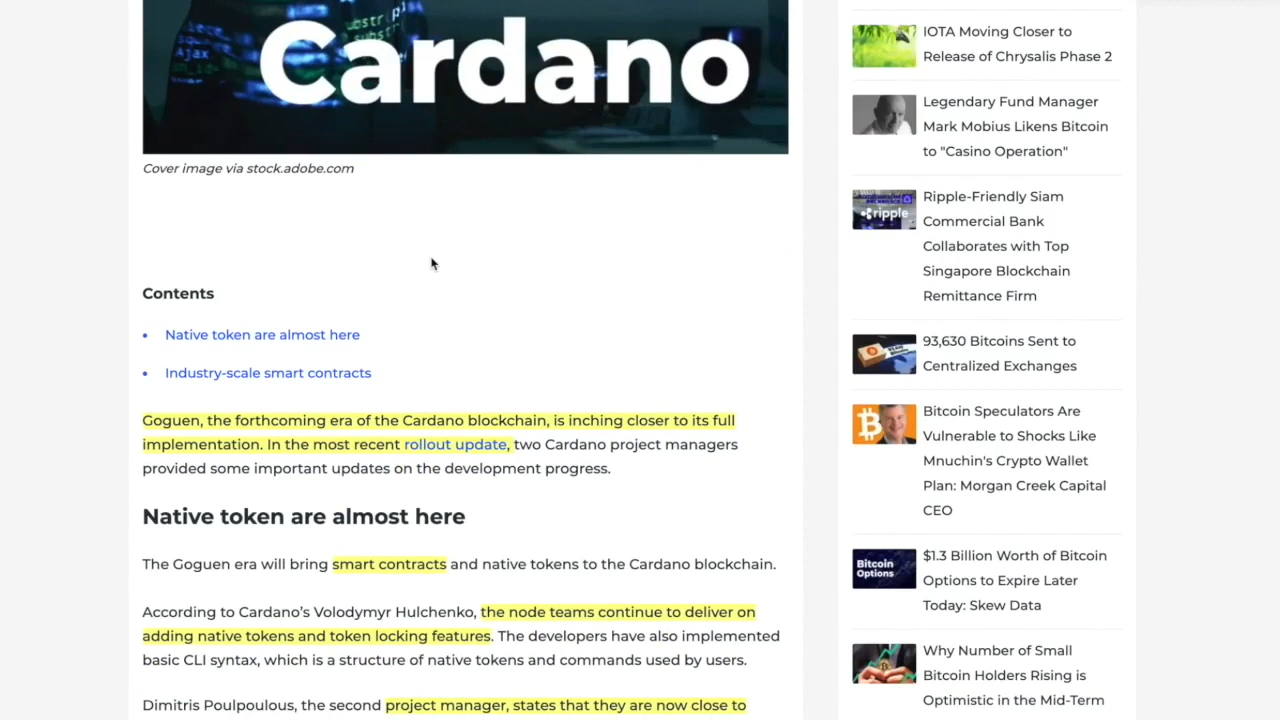 Cardano
Cover image via stock.adobe.com
Contents
• Native token are almost here
• Industry-scale smart contracts
Goguen, the forthcoming era of the Cardano blockchain, is inching closer to its full
implementation. In the most recent rollout update, two Cardano project managers
provided some important updates on the development progress.
Native token are almost here
The Goguen era will bring smart contracts and native tokens to the Cardano blockchain.
According to Cardano’s Volodymyr Hulchenko, the node teams continue to deliver on
adding native tokens and token locking features. The developers have also implemented
basic CLI syntax, which is a structure of native tokens and commands used by users.
Dimitris Poulpoulous, the second project manager, states that they are now close to
IOTA Moving Closer to
Release of Chrysalis Phase 2
Legendary Fund Manager
Mark Mobius Likens Bitcoin
to "Casino Operation"
ripple
Ripple-Friendly Siam
Commercial Bank
Collaborates with Top
Singapore Blockchain
Remittance Firm
93,630 Bitcoins Sent to
Centralized Exchanges
Bitcoin Speculators Are
Vulnerable to Shocks Like
Mnuchin's Crypto Wallet
Plan: Morgan Creek Capital
CEO
Bitcoin
Options
$1.3 Billion Worth of Bitcoin
Options to Expire Later
Today: Skew Data
Why Number of Small
Bitcoin Holders Rising is
Optimistic in the Mid-Term